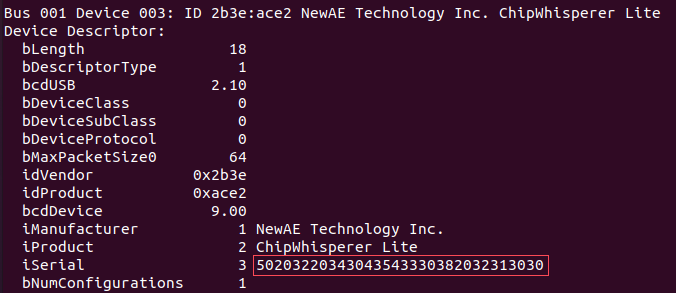 Bus 001 Device 003: ID 2b3e:ace2 NewAE Technology Inc. ChipWhisperer Lite
Device Descriptor:
  bLength                18
  bDescriptorType         1
  bcdUSB               2.10
  bDeviceClass            0
  bDeviceSubClass         0
  bDeviceProtocol         0
  bMaxPacketSize0        64
  idVendor           0x2b3e
  idProduct          0xace2
  bcdDevice            9.00
  iManufacturer           1 NewAE Technology Inc.
  iProduct                2 ChipWhisperer Lite
  iSerial                 3 50203220343043543330382032313030
  bNumConfigurations      1